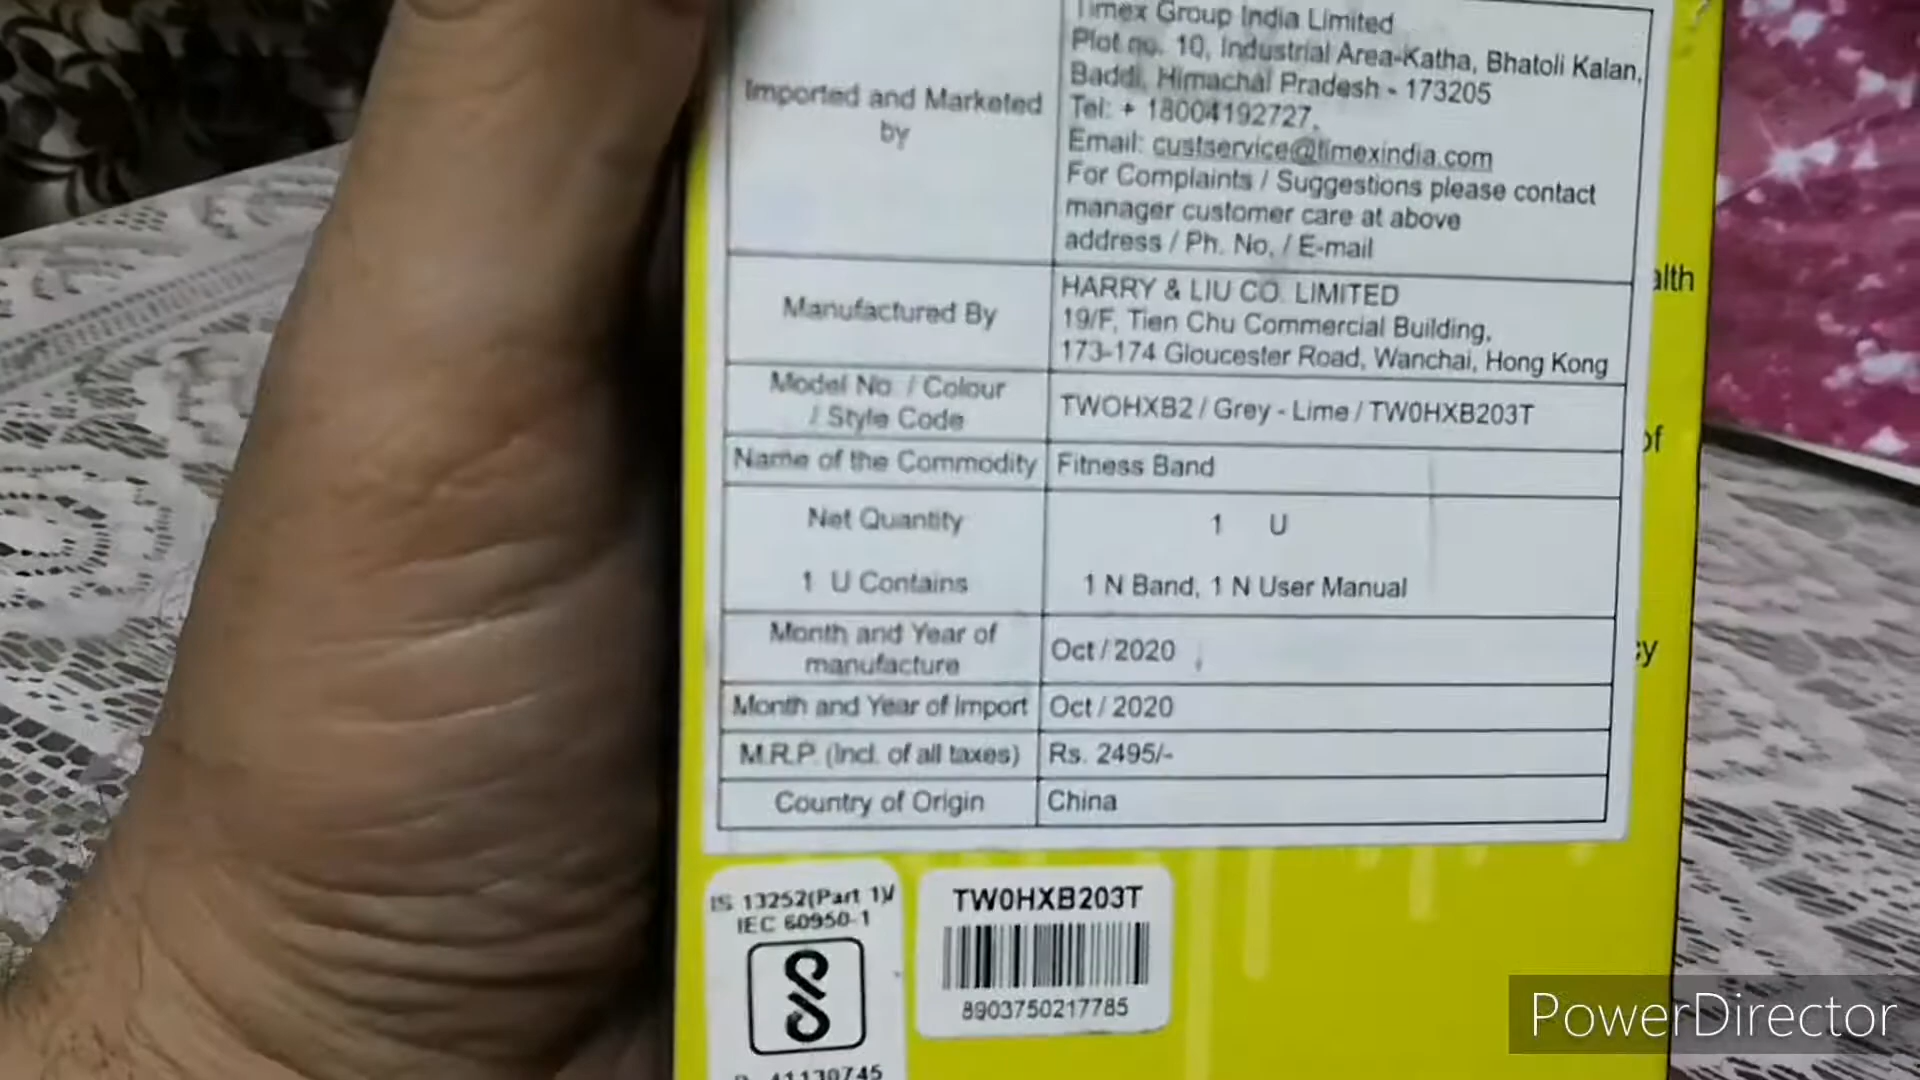 Timex Group India Limited
Plot no. 10, Industrial Area-Katha, Bhatoli Kalan,
Baddi, Himachal Pradesh - 173205
Imported and Marketed
by
Tel: + 18004192727,
Email: custservice@timexindia.com
For Complaints / Suggestions please contact
manager customer care at above
address / Ph. No, / E-mail
Manufactured By
HARRY & LIU CO. LIMITED
19/F, Tien Chu Commercial Building,
173-174 Gloucester Road, Wanchai, Hong Kong
Model No. / Colour
/ Style Code
TWOHXB2 / Grey - Lime / TW0HXB203T
Name of the Commodity
Fitness Band
Net Quantity
1 U
1 U Contains
1 N Band, 1 N User Manual
Month and Year of
manufacture
Oct / 2020
Month and Year of Import
Oct / 2020
M.R.P. (Incl. of all taxes)
Rs. 2495/-
Country of Origin
China
alth
of
cy
IS 13252(Part 1)/
IEC 60950-1
TW0HXB203T
8903750217785
41130745
PowerDirector